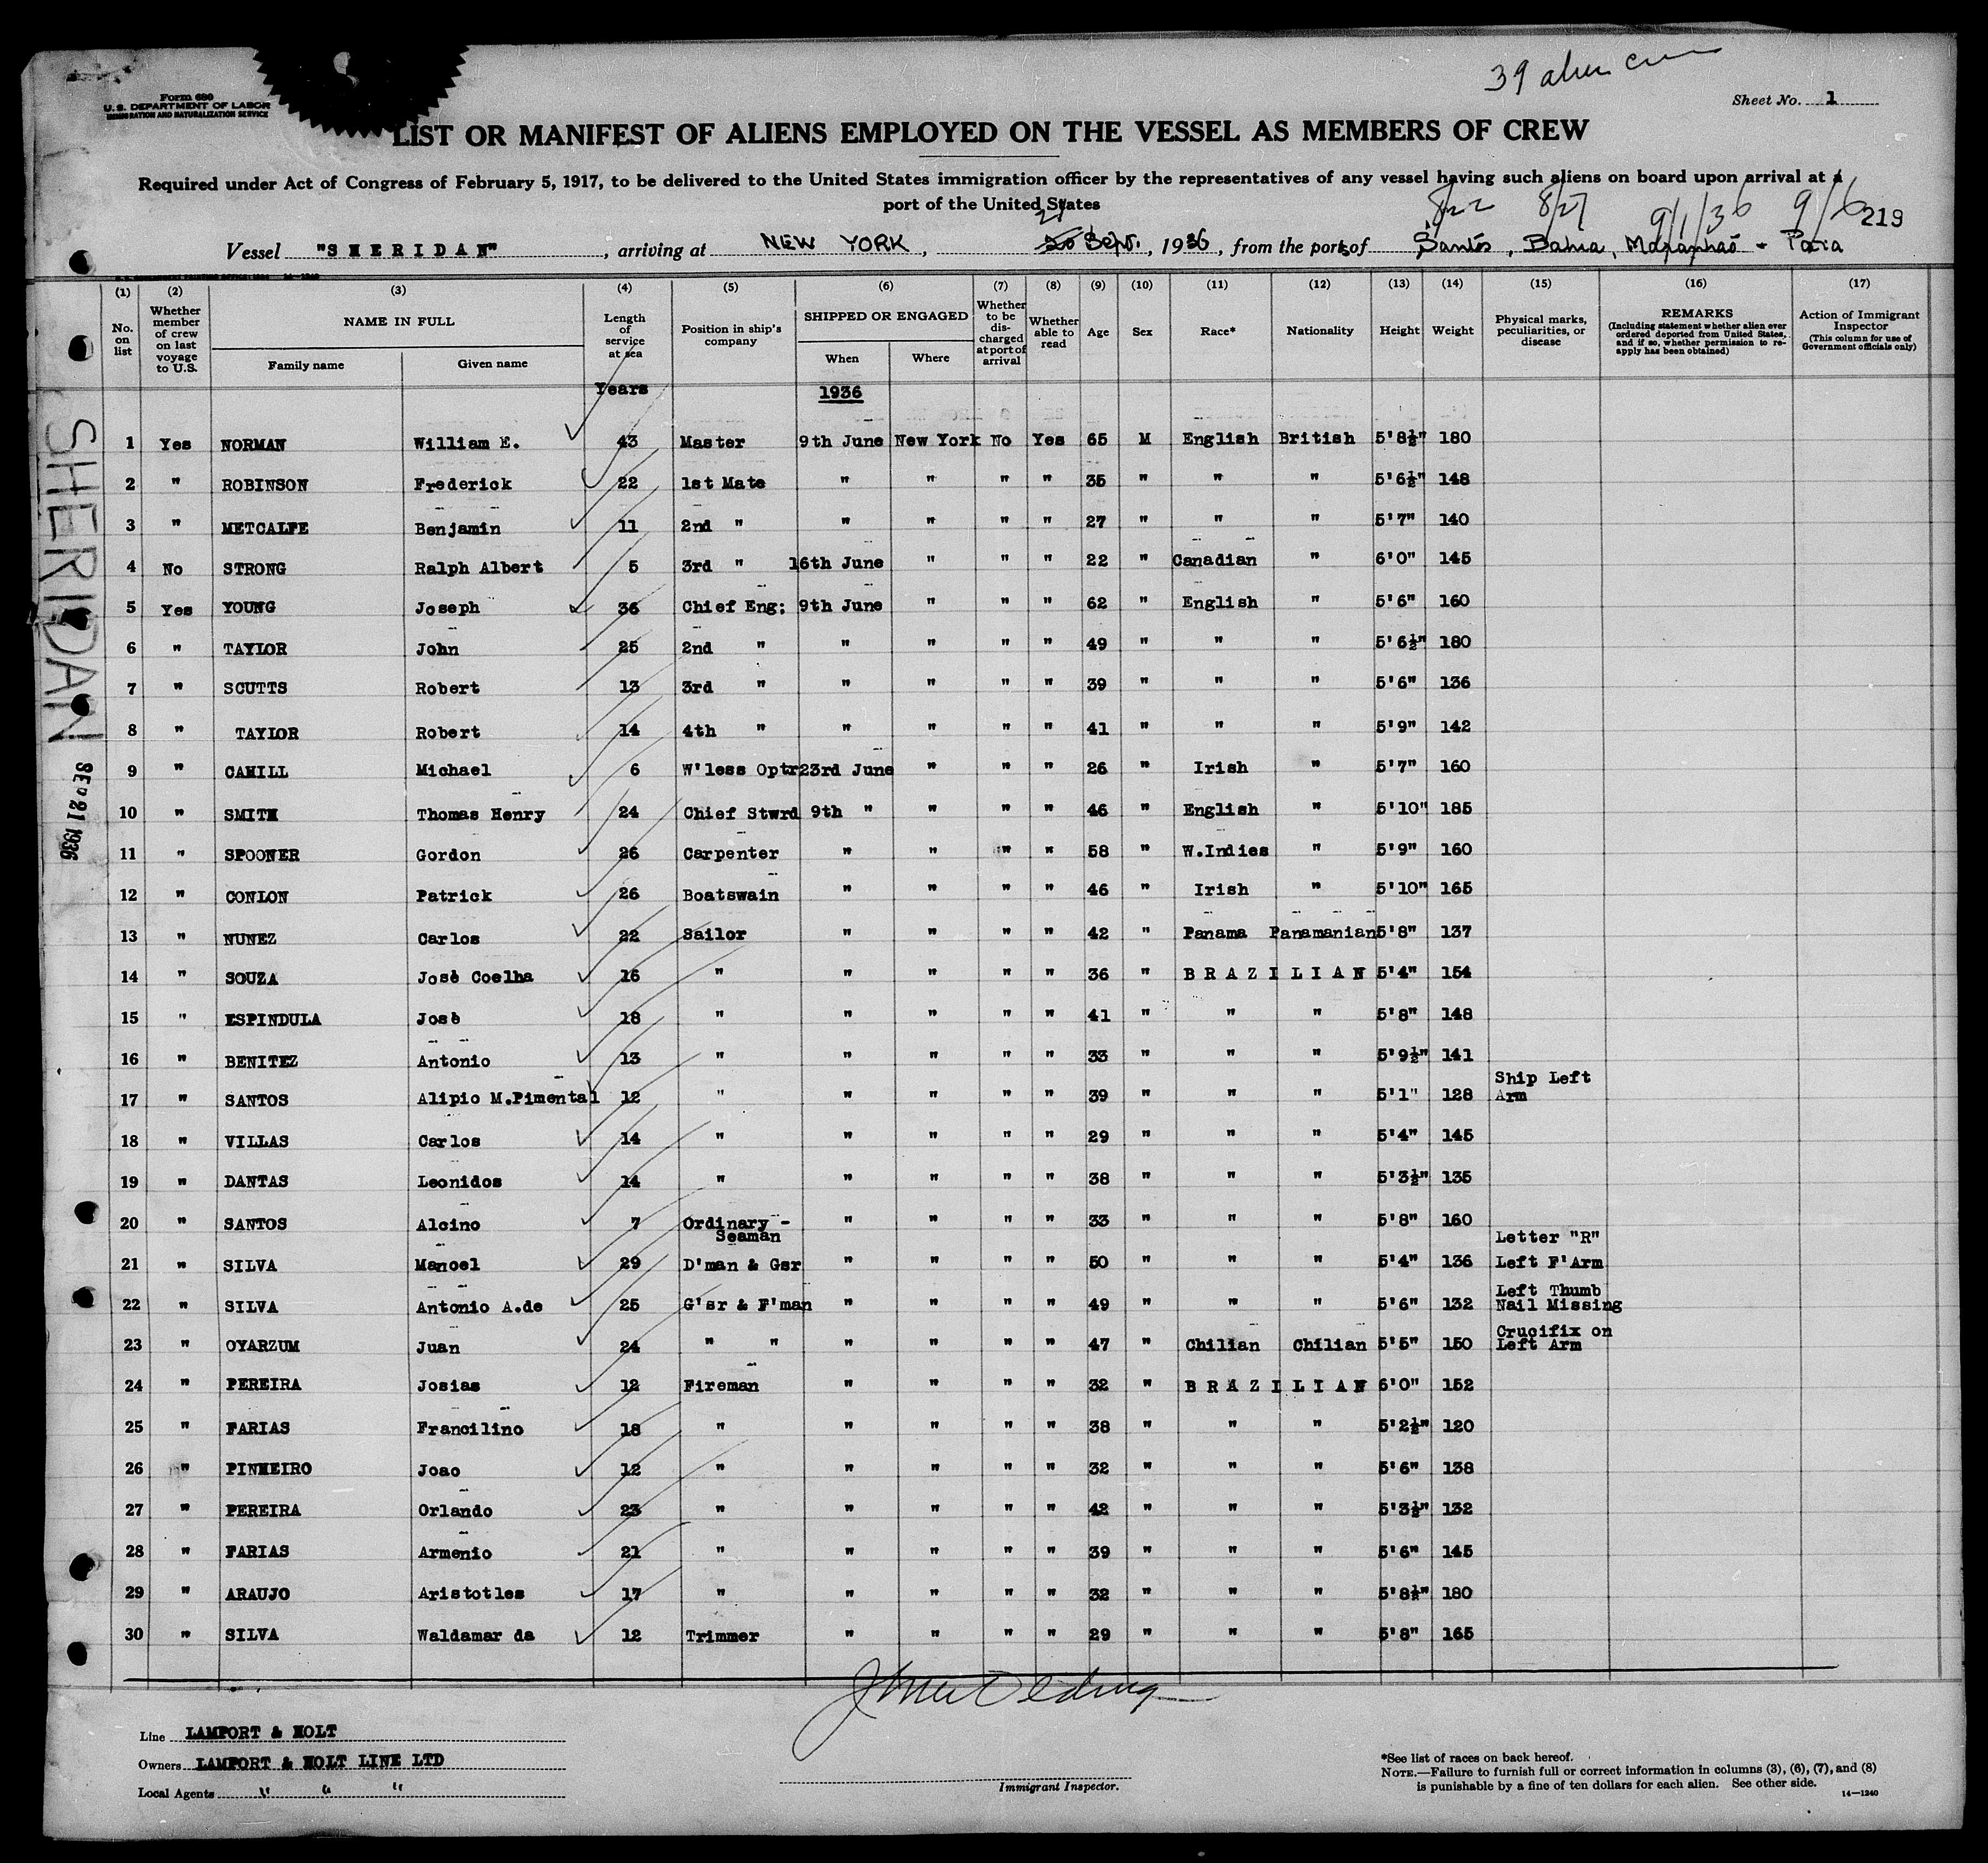 39 alien crew
Form 680
U. S. DEPARTMENT OF LABOR
IMMIGRATION AND NATURALIZATION SERVICE
Sheet No. 1
LIST OR MANIFEST OF ALIENS EMPLOYED ON THE VESSEL AS MEMBERS OF CREW
Required under Act of Congress of February 5, 1917, to be delivered to the United States immigration officer by the representatives of any vessel having such aliens on board upon arrival at a
port of the United States
21 8/22 8/27 9/1/36 9/6 219
Vessel "SHERIDAN", arriving at NEW YORK, 20 Sept., 1936, from the ports of Santos, Bahia, Maranhaõ - Para
(1) (2) (3) (4) (5) (6) (7) (8) (9) (10) (11) (12) (13) (14) (15) (16) (17)
No. on list
Whether member of crew on last voyage to U.S.
NAME IN FULL
Family name Given name
Length of service at sea
Position in ship's company
SHIPPED OR ENGAGED
When Where
Whether to be discharged at port of arrival
Whether able to read
Age Sex Race* Nationality Height Weight
Physical marks, peculiarities, or disease
REMARKS
(Including statement whether alien ever ordered deported from United States, and if so, whether permission to re-apply has been obtained)
Action of Immigrant Inspector
(This column for use of Government officials only)
Years 1936
1 Yes NORMAN William E. 43 Master 9th June New York No Yes 65 M English British 5'8½" 180
2 " ROBINSON Frederick 22 1st Mate " " " " 35 " " " 5'6½" 148
3 " METCALFE Benjamin 11 2nd " " " " " 27 " " " 5'7" 140
4 No STRONG Ralph Albert 5 3rd " 16th June " " " 22 " Canadian " 6'0" 145
5 Yes YOUNG Joseph 36 Chief Eng: 9th June " " " 62 " English " 5'6" 160
6 " TAYLOR John 25 2nd " " " " " 49 " " " 5'6½" 180
7 " SCUTTS Robert 13 3rd " " " " " 39 " " " 5'6" 136
8 " TAYLOR Robert 14 4th " " " " " 41 " " " 5'9" 142
9 " CAHILL Michael 6 W'less Optr 23rd June " " " 26 " Irish " 5'7" 160
10 " SMITH Thomas Henry 24 Chief Stwrd 9th " " " " 46 " English " 5'10" 185
11 " SPOONER Gordon 26 Carpenter " " " " 58 " W.Indies " 5'9" 160
12 " CONLON Patrick 26 Boatswain " " " " 46 " Irish " 5'10" 165
13 " NUNEZ Carlos 22 Sailor " " " " 42 " Panama Panamanian 5'8" 137
14 " SOUZA Josè Coelha 16 " " " " " 36 " BRAZILIAN 5'4" 154
15 " ESPINDULA Josè 18 " " " " " 41 " " " 5'8" 148
16 " BENITEZ Antonio 13 " " " " " 33 " " " 5'9½" 141
17 " SANTOS Alipio M.Pimental 12 " " " " " 39 " " " 5'1" 128 Ship Left Arm
18 " VILLAS Carlos 14 " " " " " 29 " " " 5'4" 145
19 " DANTAS Leonidos 14 " " " " " 38 " " " 5'3½" 135
20 " SANTOS Alcino 7 Ordinary - Seaman " " " " 33 " " " 5'8" 160
21 " SILVA Manoel 29 D'man & Gsr " " " " 50 " " " 5'4" 136 Letter "R" Left F'Arm
22 " SILVA Antonio A.de 25 G'sr & F'man " " " " 49 " " " 5'6" 132 Left Thumb Nail Missing
23 " OYARZUM Juan 24 " " " " " " 47 " Chilian Chilian 5'5" 150 Crucifix on Left Arm
24 " PEREIRA Josias 12 Fireman " " " " 32 " BRAZILIAN 6'0" 152
25 " FARIAS Francilino 18 " " " " " 38 " " " 5'2½" 120
26 " PINHEIRO Joao 12 " " " " " 32 " " " 5'6" 138
27 " PEREIRA Orlando 23 " " " " " 42 " " " 5'3½" 132
28 " FARIAS Armenio 21 " " " " " 39 " " " 5'6" 145
29 " ARAUJO Aristotles 17 " " " " " 32 " " " 5'8½" 180
30 " SILVA Waldamar da 12 Trimmer " " " " 29 " " " 5'8" 165
SHERIDAN
SEP 21 1936
Line LAMPORT & HOLT
Owners LAMPORT & HOLT LINE LTD
Local Agents " " "
Immigrant Inspector.
*See list of races on back hereof.
NOTE.—Failure to furnish full or correct information in columns (3), (6), (7), and (8)
is punishable by a fine of ten dollars for each alien. See other side.
14—1240